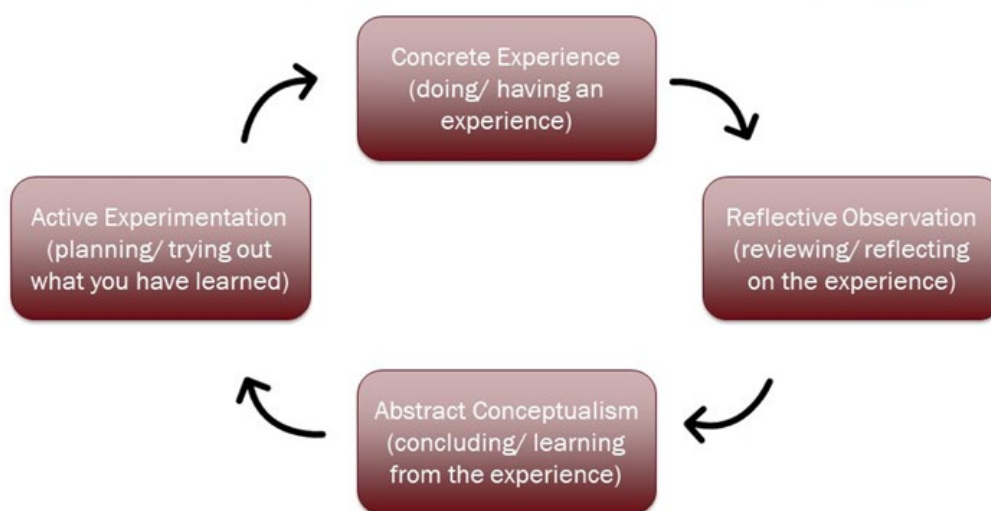 Concrete Experience
(doing/ having an
experience)
Reflective Observation
(reviewing/ reflecting
on the experience)
Abstract Conceptualism
(concluding/ learning
from the experience)
Active Experimentation
(planning/ trying out
what you have learned)